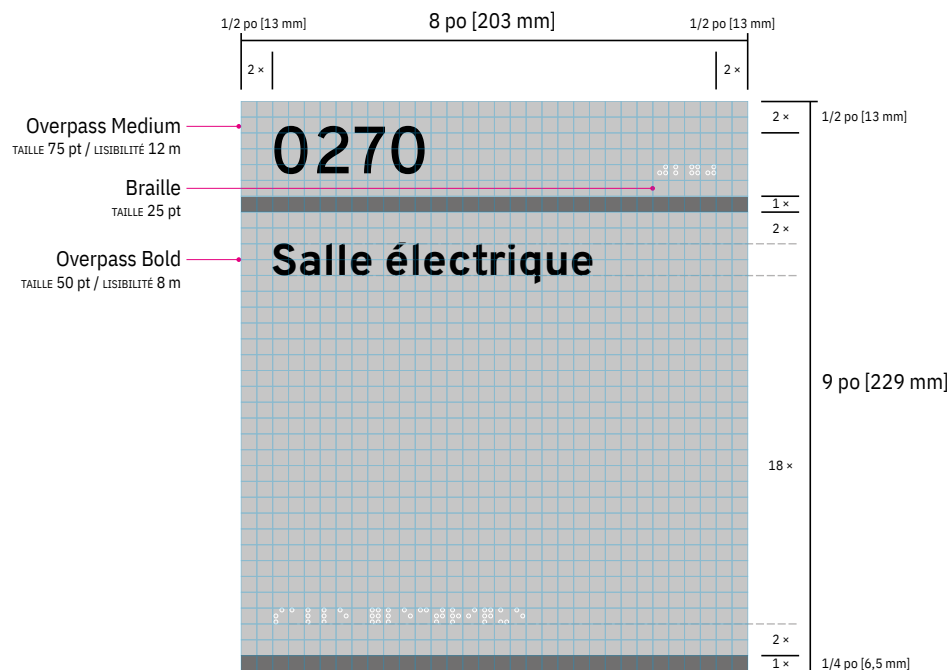 1/2 po [13 mm] 8 po [203 mm] 1/2 po [13 mm]
2 × 2 ×
Overpass Medium
TAILLE 75 pt / LISIBILITÉ 12 m
0270
2 × 1/2 po [13 mm]
Braille
TAILLE 25 pt
1 ×
2 ×
Overpass Bold
TAILLE 50 pt / LISIBILITÉ 8 m
Salle électrique
9 po [229 mm]
18 ×
2 ×
1 × 1/4 po [6,5 mm]